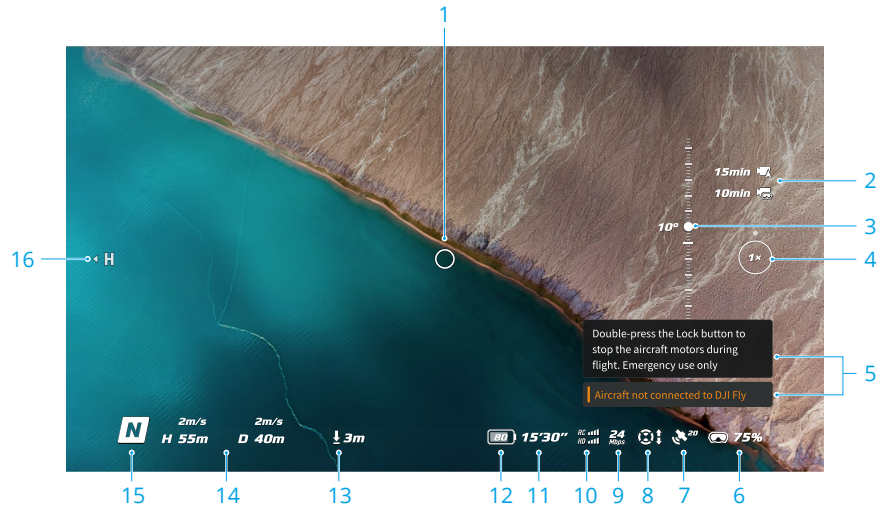 1
15min
10min
2
10°
3
1×
4
16
H
Double-press the Lock button to
stop the aircraft motors during
flight. Emergency use only
Aircraft not connected to DJI Fly
5
N
2m/s
H 55m
2m/s
D 40m
3m
80
15'30"
RC
HD
24
Mbps
20
75%
15
14
13
12
11
10
9
8
7
6